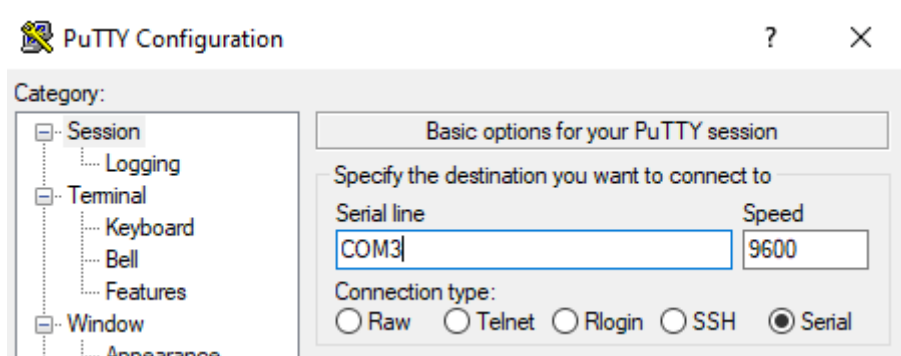 PuTTY Configuration ? ×
Category:
Session
Logging
Terminal
Keyboard
Bell
Features
Window
Appearance
Basic options for your PuTTY session
Specify the destination you want to connect to
Serial line Speed
COM3 9600
Connection type:
Raw Telnet Rlogin SSH Serial